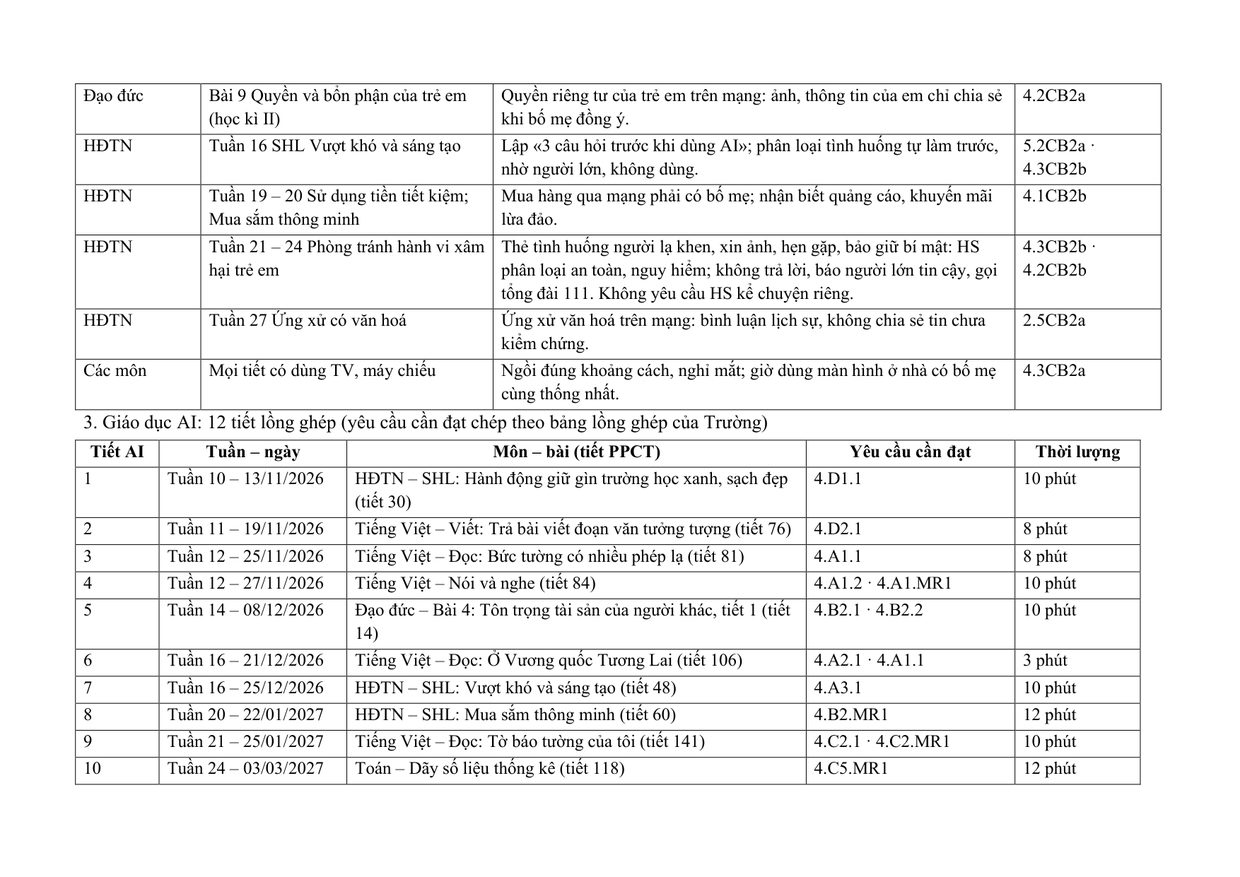 Đạo đức
Bài 9 Quyền và bổn phận của trẻ em
(học kì II)
Quyền riêng tư của trẻ em trên mạng: ảnh, thông tin của em chỉ chia sẻ
khi bố mẹ đồng ý.
4.2CB2a
HĐTN
Tuần 16 SHL Vượt khó và sáng tạo
Lập «3 câu hỏi trước khi dùng AI»; phân loại tình huống tự làm trước,
nhờ người lớn, không dùng.
5.2CB2a ·
4.3CB2b
HĐTN
Tuần 19 – 20 Sử dụng tiền tiết kiệm;
Mua sắm thông minh
Mua hàng qua mạng phải có bố mẹ; nhận biết quảng cáo, khuyến mãi
lừa đảo.
4.1CB2b
HĐTN
Tuần 21 – 24 Phòng tránh hành vi xâm
hại trẻ em
Thẻ tình huống người lạ khen, xin ảnh, hẹn gặp, bảo giữ bí mật: HS
phân loại an toàn, nguy hiểm; không trả lời, báo người lớn tin cậy, gọi
tổng đài 111. Không yêu cầu HS kể chuyện riêng.
4.3CB2b ·
4.2CB2b
HĐTN
Tuần 27 Ứng xử có văn hoá
Ứng xử văn hoá trên mạng: bình luận lịch sự, không chia sẻ tin chưa
kiểm chứng.
2.5CB2a
Các môn
Mọi tiết có dùng TV, máy chiếu
Ngồi đúng khoảng cách, nghỉ mắt; giờ dùng màn hình ở nhà có bố mẹ
cùng thống nhất.
4.3CB2a
3. Giáo dục AI: 12 tiết lồng ghép (yêu cầu cần đạt chép theo bảng lồng ghép của Trường)
Tiết AI Tuần – ngày Môn – bài (tiết PPCT) Yêu cầu cần đạt Thời lượng
1 Tuần 10 – 13/11/2026 HĐTN – SHL: Hành động giữ gìn trường học xanh, sạch đẹp
(tiết 30)
4.D1.1 10 phút
2 Tuần 11 – 19/11/2026 Tiếng Việt – Viết: Trả bài viết đoạn văn tưởng tượng (tiết 76) 4.D2.1 8 phút
3 Tuần 12 – 25/11/2026 Tiếng Việt – Đọc: Bức tường có nhiều phép lạ (tiết 81) 4.A1.1 8 phút
4 Tuần 12 – 27/11/2026 Tiếng Việt – Nói và nghe (tiết 84) 4.A1.2 · 4.A1.MR1 10 phút
5 Tuần 14 – 08/12/2026 Đạo đức – Bài 4: Tôn trọng tài sản của người khác, tiết 1 (tiết
14)
4.B2.1 · 4.B2.2 10 phút
6 Tuần 16 – 21/12/2026 Tiếng Việt – Đọc: Ở Vương quốc Tương Lai (tiết 106) 4.A2.1 · 4.A1.1 3 phút
7 Tuần 16 – 25/12/2026 HĐTN – SHL: Vượt khó và sáng tạo (tiết 48) 4.A3.1 10 phút
8 Tuần 20 – 22/01/2027 HĐTN – SHL: Mua sắm thông minh (tiết 60) 4.B2.MR1 12 phút
9 Tuần 21 – 25/01/2027 Tiếng Việt – Đọc: Tờ báo tường của tôi (tiết 141) 4.C2.1 · 4.C2.MR1 10 phút
10 Tuần 24 – 03/03/2027 Toán – Dãy số liệu thống kê (tiết 118) 4.C5.MR1 12 phút